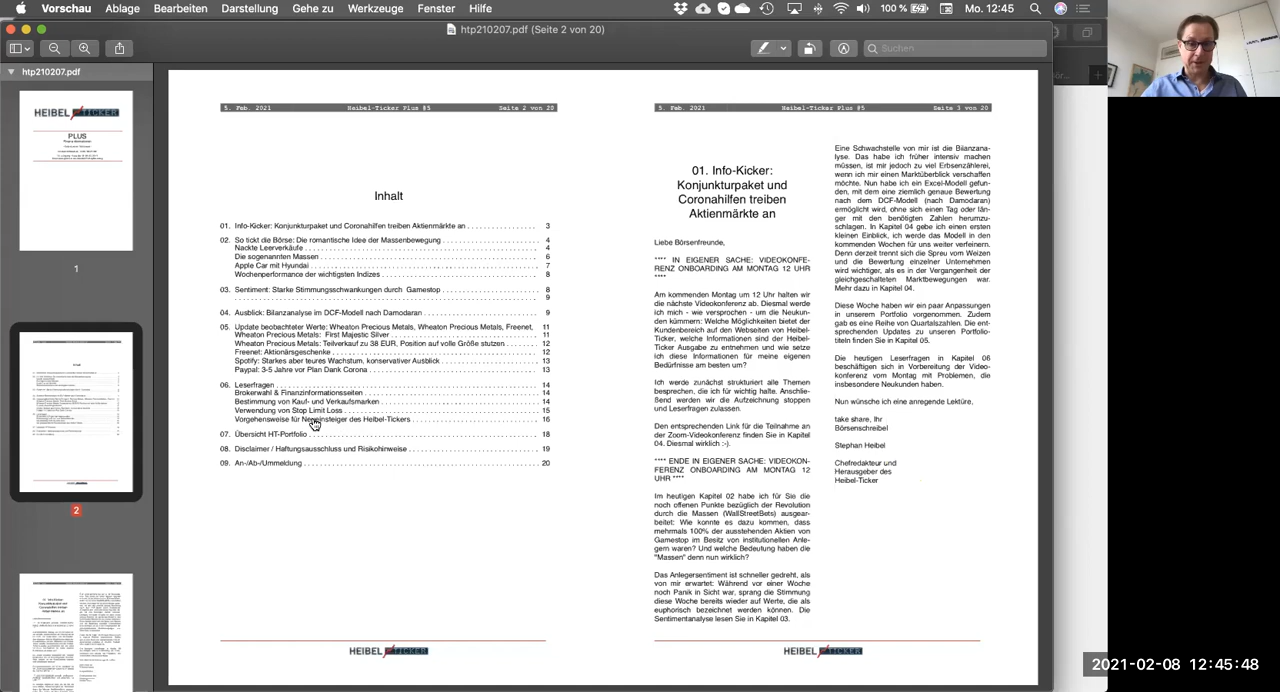 Vorschau Ablage Bearbeiten Darstellung Gehe zu Werkzeuge Fenster Hilfe 100 % Mo. 12:45
htp210207.pdf (Seite 2 von 20)
Suchen
htp210207.pdf
HEIBEL TICKER
PLUS
1
2
5. Feb. 2021 Heibel-Ticker Plus #5 Seite 2 von 20
Inhalt
01. Info-Kicker: Konjunkturpaket und Coronahilfen treiben Aktienmärkte an 3
02. So tickt die Börse: Die romantische Idee der Massenbewegung 4
Nackte Leerverkäufe 4
Die sogenannten Massen 6
Apple Car mit Hyundai 7
Wochenperformance der wichtigsten Indizes 8
03. Sentiment: Starke Stimmungsschwankungen durch Gamestop 8
9
04. Ausblick: Bilanzanalyse im DCF-Modell nach Damodaran 9
05. Update beobachteter Werte: Wheaton Precious Metals, Wheaton Precious Metals, Freenet, 11
Wheaton Precious Metals: First Majestic Silver 11
Wheaton Precious Metals: Teilverkauf zu 38 EUR, Position auf volle Größe stutzen 12
Freenet: Aktionärsgeschenke 12
Spotify: Starkes aber teures Wachstum, konservativer Ausblick 13
Paypal: 3-5 Jahre vor Plan Dank Corona 13
06. Leserfragen 14
Brokerwahl & Finanzinformationsseiten 14
Bestimmung von Kauf- und Verkaufsmarken 14
Verwendung von Stop Limit Loss 15
Vorgehensweise für Neueinsteiger des Heibel-Tickers 16
07. Übersicht HT-Portfolio 18
08. Disclaimer / Haftungsausschluss und Risikohinweise 19
09. An-/Ab-/Ummeldung 20
HEIBEL TICKER
5. Feb. 2021 Heibel-Ticker Plus #5 Seite 3 von 20
01. Info-Kicker:
Konjunkturpaket und
Coronahilfen treiben
Aktienmärkte an
Liebe Börsenfreunde,
**** IN EIGENER SACHE: VIDEOKONFE-
RENZ ONBOARDING AM MONTAG 12 UHR
****
Am kommenden Montag um 12 Uhr halten wir
die nächste Videokonferenz ab. Diesmal werde
ich mich - wie versprochen - um die Neukun-
den kümmern: Welche Möglichkeiten bietet der
Kundenbereich auf den Webseiten von Heibel-
Ticker, welche Informationen sind der Heibel-
Ticker Ausgabe zu entnehmen und wie setze
ich diese Informationen für meine eigenen
Bedürfnisse am besten um?
Ich werde zunächst strukturiert alle Themen
besprechen, die ich für wichtig halte. Anschlie-
ßend werden wir die Aufzeichnung stoppen
und Leserfragen zulassen.
Den entsprechenden Link für die Teilnahme an
der Zoom-Videokonferenz finden Sie in Kapitel
04. Diesmal wirklich :-).
**** ENDE IN EIGENER SACHE: VIDEOKON-
FERENZ ONBOARDING AM MONTAG 12
UHR ****
Im heutigen Kapitel 02 habe ich für Sie die
noch offenen Punkte bezüglich der Revolution
durch die Massen (WallStreetBets) ausgear-
beitet: Wie konnte es dazu kommen, dass
mehrmals 100% der ausstehenden Aktien von
Gamestop im Besitz von institutionellen Anle-
gern waren? Und welche Bedeutung haben die
"Massen" denn nun wirklich?
Das Anlegersentiment ist schneller gedreht, als
von mir erwartet: Während vor einer Woche
noch Panik in Sicht war, sprang die Stimmung
diese Woche bereits wieder auf Werte, die als
euphorisch bezeichnet werden können. Die
Sentimentanalyse lesen Sie in Kapitel 03.
Eine Schwachstelle von mir ist die Bilanzana-
lyse. Das habe ich früher intensiv machen
müssen, ist mir jedoch zu viel Erbsenzählerei,
wenn ich mir einen Marktüberblick verschaffen
möchte. Nun habe ich ein Excel-Modell gefun-
den, mit dem eine ziemlich genaue Bewertung
nach dem DCF-Modell (nach Damodaran)
ermöglicht wird, ohne sich einen Tag oder län-
ger mit den benötigten Zahlen herumzu-
schlagen. In Kapitel 04 gebe ich einen ersten
kleinen Einblick, ich werde das Modell in den
kommenden Wochen für uns weiter verfeinern.
Denn derzeit trennt sich die Spreu vom Weizen
und die Bewertung einzelner Unternehmen
wird wichtiger, als es in der Vergangenheit der
gleichgeschalteten Marktbewegungen war.
Mehr dazu in Kapitel 04.
Diese Woche haben wir ein paar Anpassungen
in unserem Portfolio vorgenommen. Zudem
gab es eine Reihe von Quartalszahlen. Die ent-
sprechenden Updates zu unseren Portfolio-
titeln finden Sie in Kapitel 05.
Die heutigen Leserfragen in Kapitel 06
beschäftigen sich in Vorbereitung der Video-
konferenz vom Montag mit Problemen, die
insbesondere Neukunden haben.
Nun wünsche ich eine anregende Lektüre,
take share, Ihr
Börsenschreibel
Stephan Heibel
Chefredakteur und
Herausgeber des
Heibel-Ticker
HEIBEL TICKER
2021-02-08 12:45:48